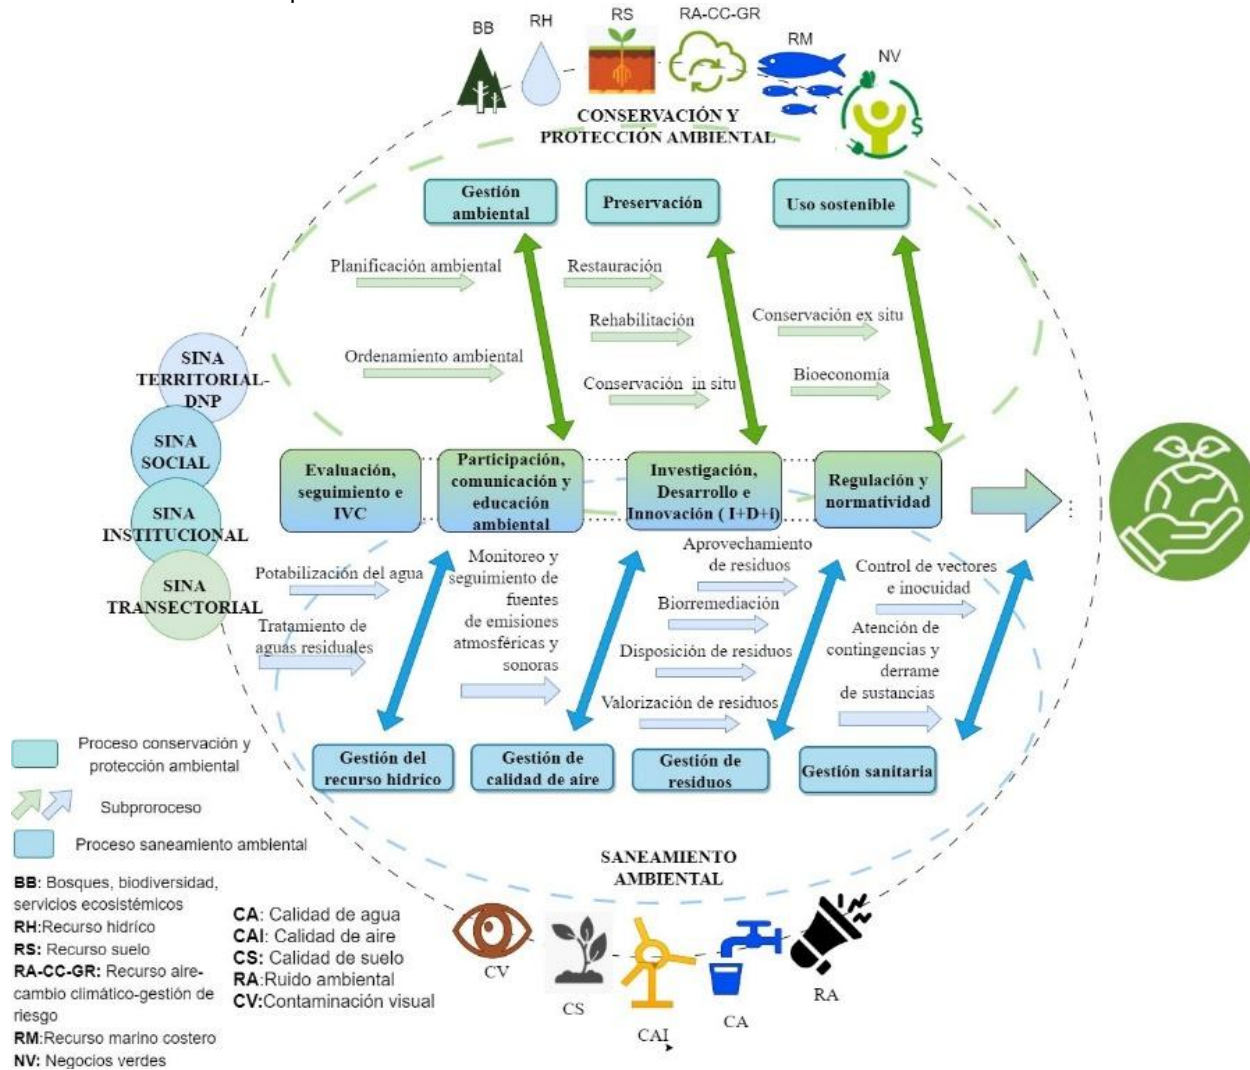 BB
RH
RS
RA-CC-GR
RM
NV
$
CONSERVACIÓN Y
PROTECCIÓN AMBIENTAL
Gestión
ambiental
Preservación
Uso sostenible
Planificación ambiental
Restauración
Rehabilitación
Conservación ex situ
Ordenamiento ambiental
Conservación in situ
Bioeconomía
SINA
TERRITORIAL-
DNP
SINA
SOCIAL
SINA
INSTITUCIONAL
SINA
TRANSECTORIAL
Evaluación,
seguimiento e
IVC
Participación,
comunicación y
educación
ambiental
Investigación,
Desarrollo e
Innovación ( I+D+i)
Regulación y
normatividad
Potabilización del agua
Tratamiento de
aguas residuales
Monitoreo y
seguimiento de
fuentes
de emisiones
atmosféricas y
sonoras
Aprovechamiento
de residuos
Biorremediación
Disposición de residuos
Valorización de residuos
Control de vectores
e inocuidad
Atención de
contingencias y
derrame
de sustancias
Gestión del
recurso hídrico
Gestión de
calidad de aire
Gestión de
residuos
Gestión sanitaria
SANEAMIENTO
AMBIENTAL
CV
CS
CAI
CA
RA
Proceso conservación y
protección ambiental
Subproroceso
Proceso saneamiento ambiental
BB: Bosques, biodiversidad,
servicios ecosistémicos
RH:Recurso hídrico
RS: Recurso suelo
RA-CC-GR: Recurso aire-
cambio climático-gestión de
riesgo
RM:Recurso marino costero
NV: Negocios verdes
CA: Calidad de agua
CAI: Calidad de aire
CS: Calidad de suelo
RA:Ruido ambiental
CV:Contaminación visual